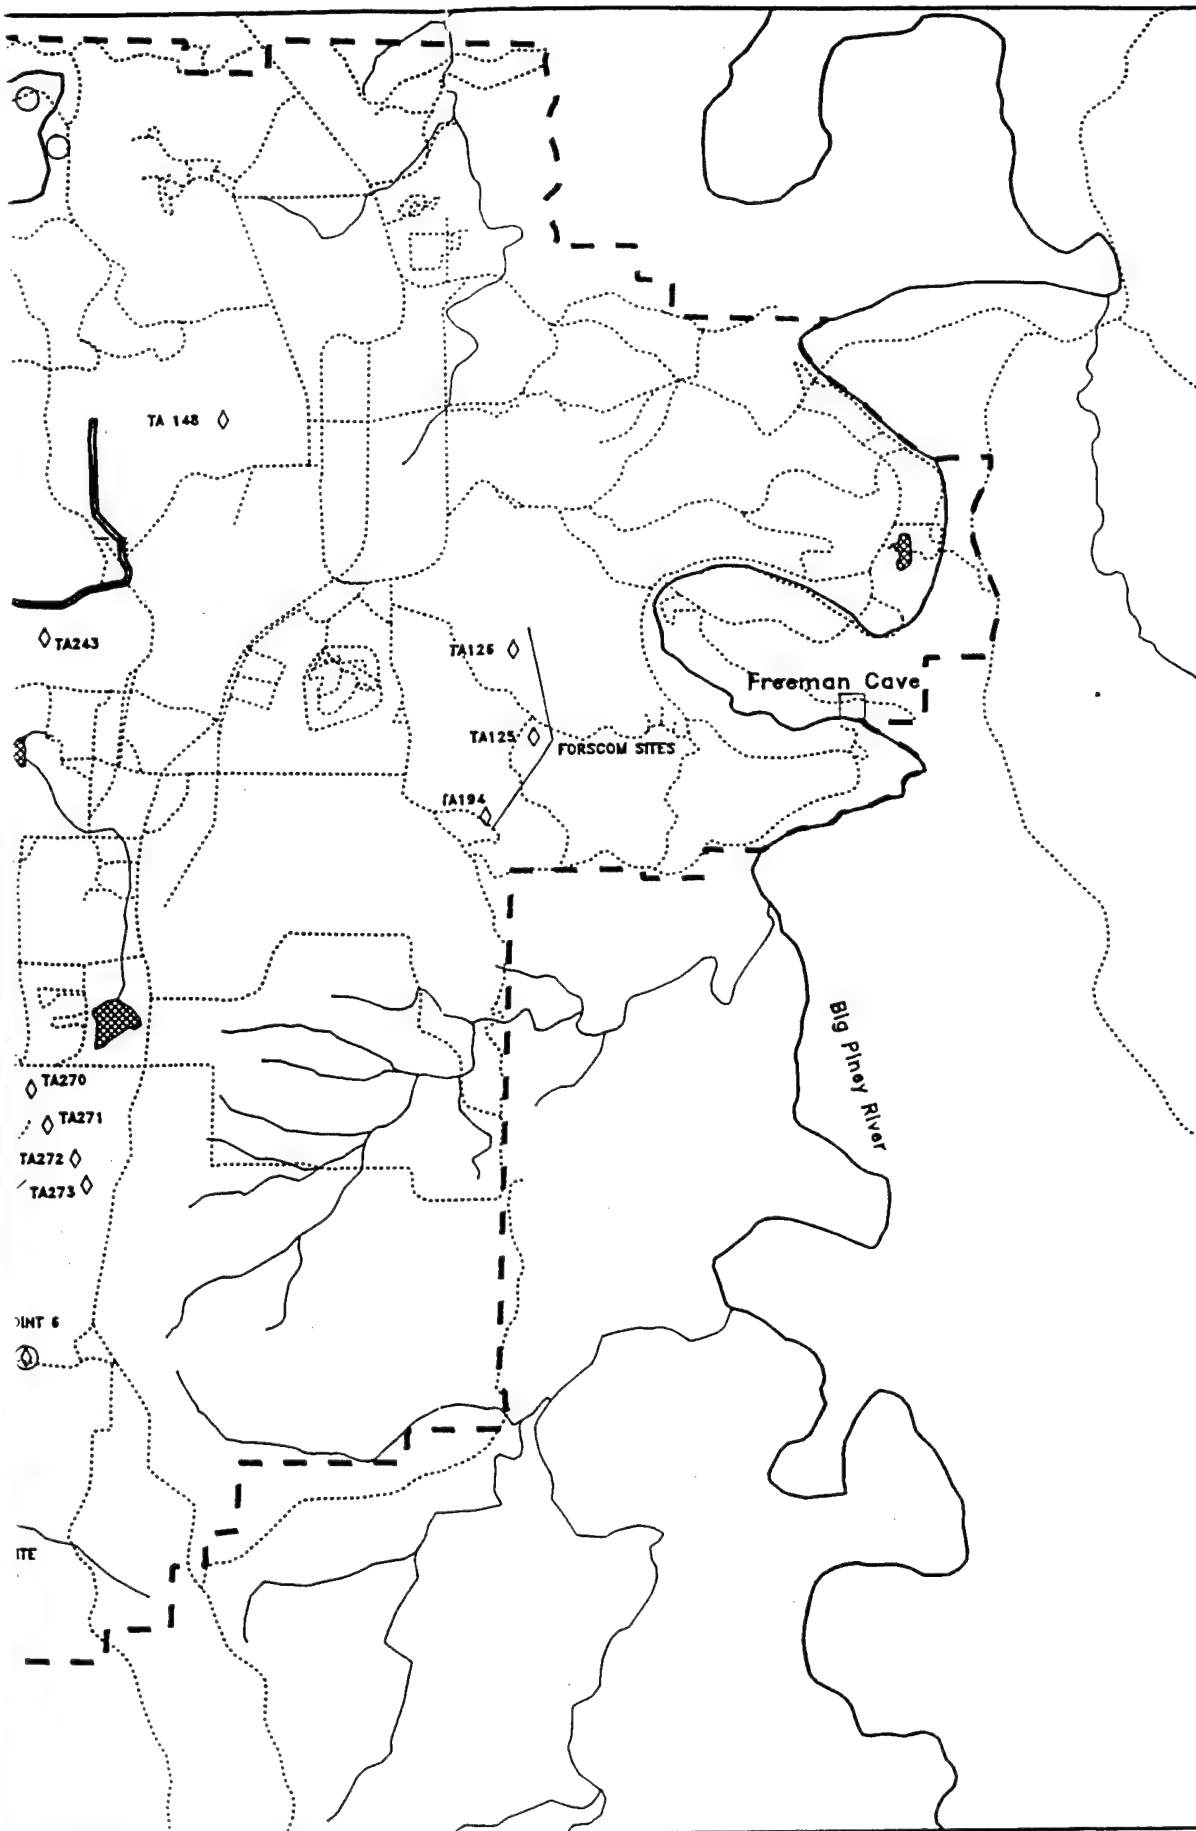 TA 148
TA243
TA126
Freeman Cave
TA125
FORSCOM SITES
TA194
Big Piney River
TA270
TA271
TA272
TA273
OINT 6
ITE